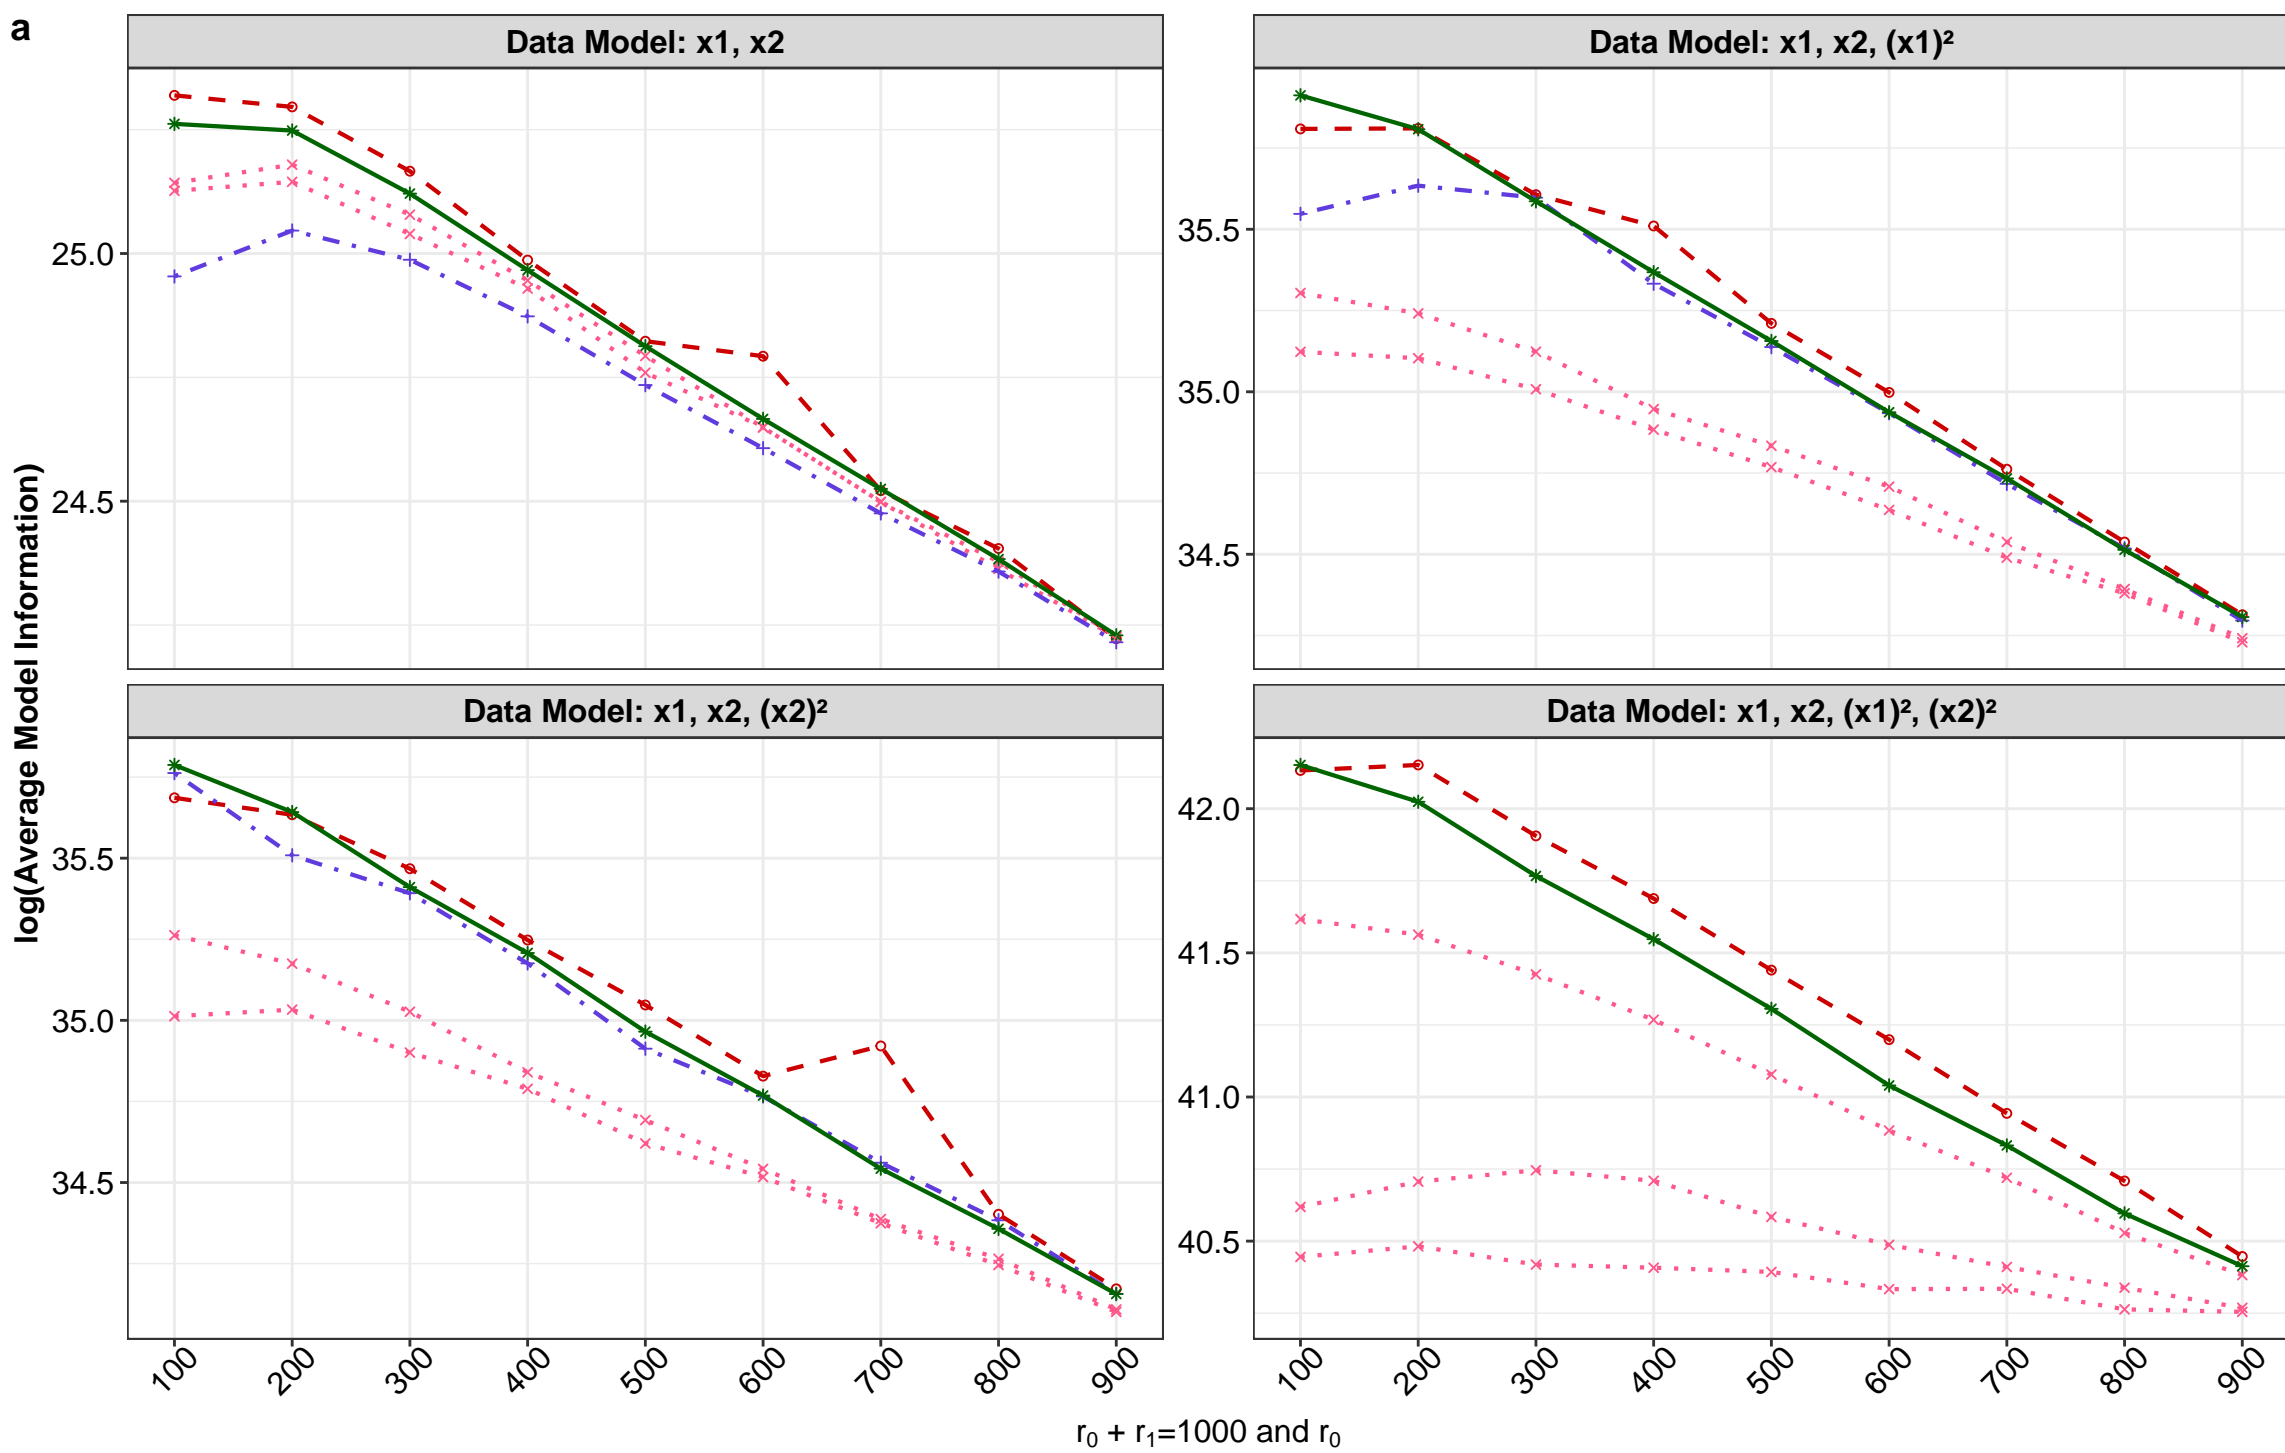 a
Data Model: x1, x2
Data Model: x1, x2, (x1)²
25.0
24.5
35.5
35.0
34.5
log(Average Model Information)
Data Model: x1, x2, (x2)²
Data Model: x1, x2, (x1)², (x2)²
35.5
35.0
34.5
42.0
41.5
41.0
40.5
100 200 300 400 500 600 700 800 900
100 200 300 400 500 600 700 800 900
r₀ + r₁=1000 and r₀